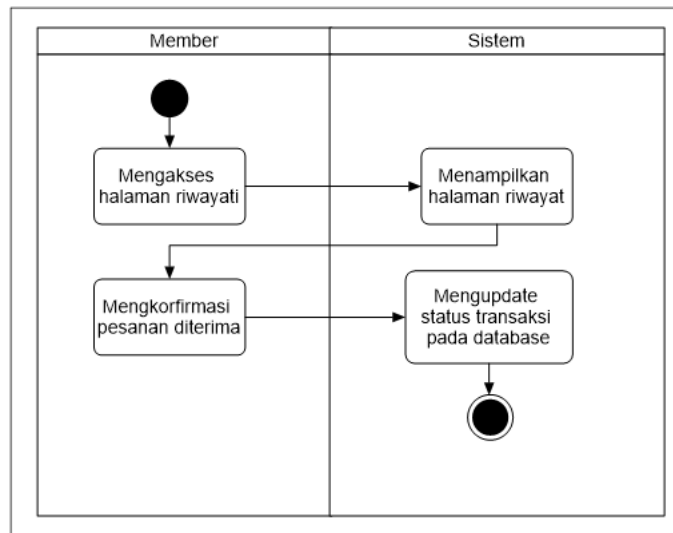 Member
Sistem
Mengakses
halaman riwayati
Menampilkan
halaman riwayat
Mengkorfirmasi
pesanan diterima
Mengupdate
status transaksi
pada database